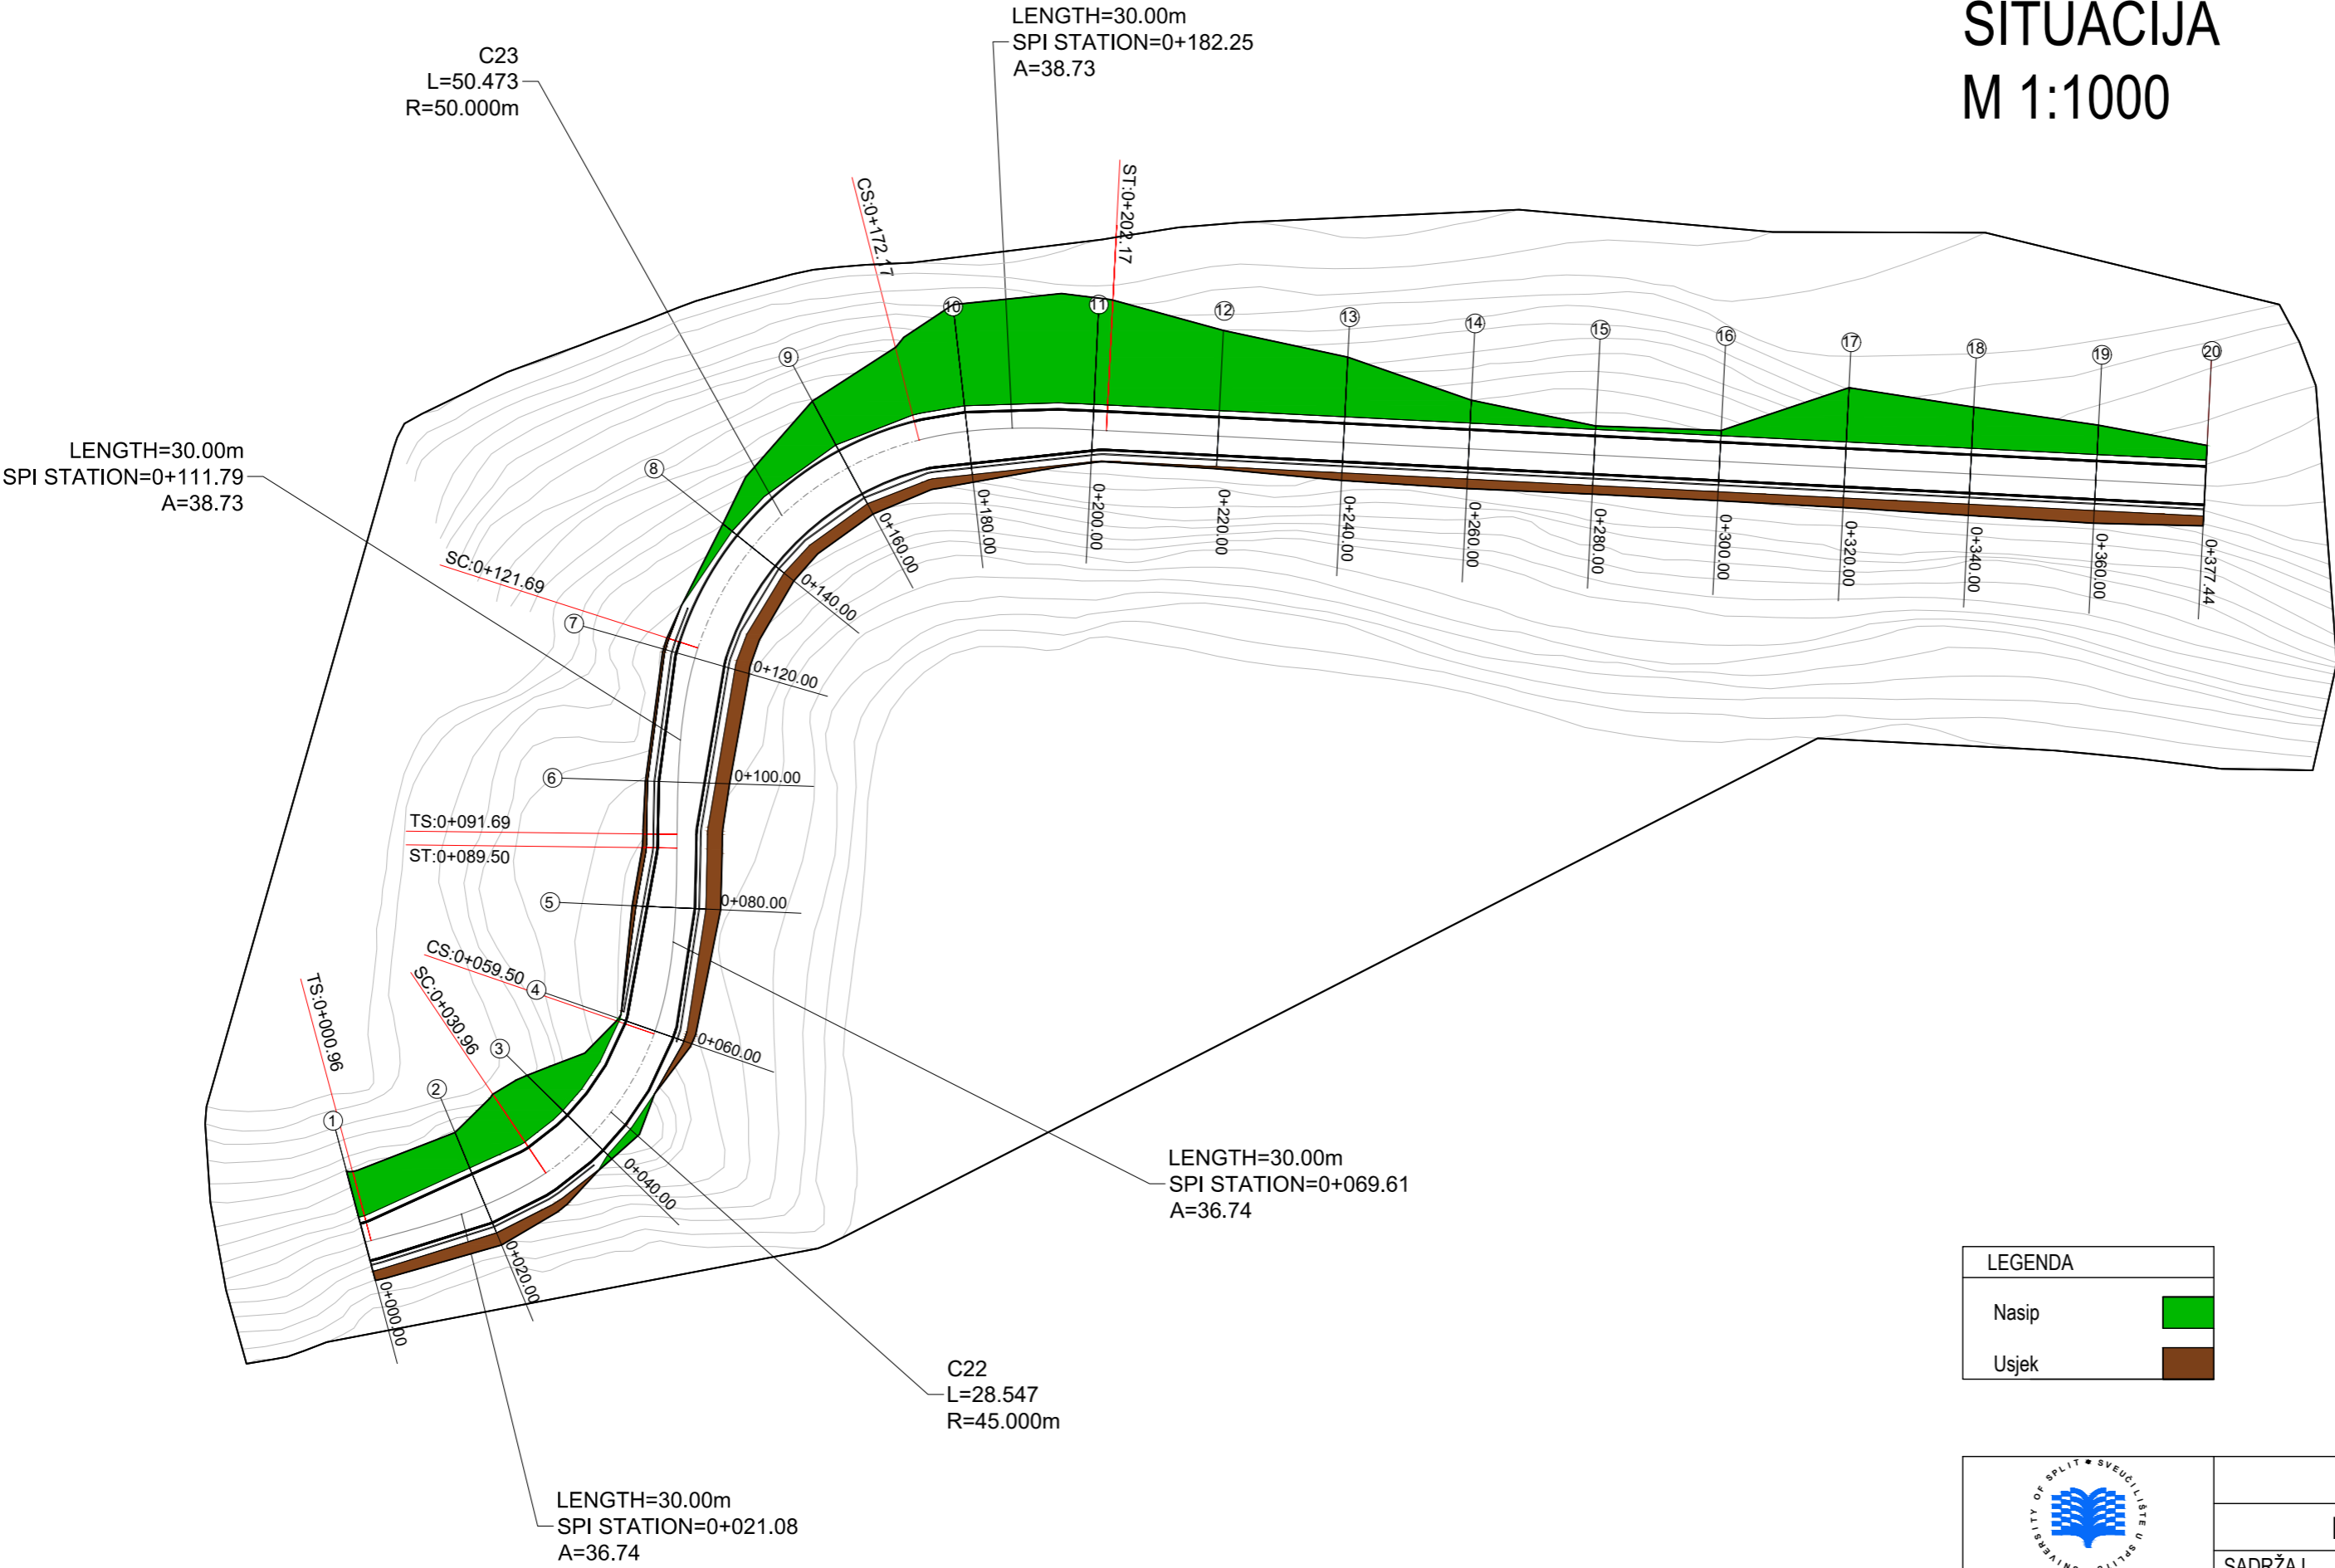 SITUACIJA
M 1:1000
LENGTH=30.00m
SPI STATION=0+182.25
A=38.73
C23
L=50.473
R=50.000m
LENGTH=30.00m
SPI STATION=0+111.79
A=38.73
CS:0+172.17
ST:0+202.17
SC:0+121.69
TS:0+091.69
ST:0+089.50
CS:0+059.50
SC:0+030.96
TS:0+000.96
1
2
3
4
5
6
7
8
9
10
11
12
13
14
15
16
17
18
19
20
0+000.00
0+020.00
0+040.00
0+060.00
0+080.00
0+100.00
0+120.00
0+140.00
0+160.00
0+180.00
0+200.00
0+220.00
0+240.00
0+260.00
0+280.00
0+300.00
0+320.00
0+340.00
0+360.00
0+377.44
LENGTH=30.00m
SPI STATION=0+069.61
A=36.74
C22
L=28.547
R=45.000m
LENGTH=30.00m
SPI STATION=0+021.08
A=36.74
LEGENDA
Nasip
Usjek
UNIVERSITY OF SPLIT • SVEUČILIŠTE U SPLITU